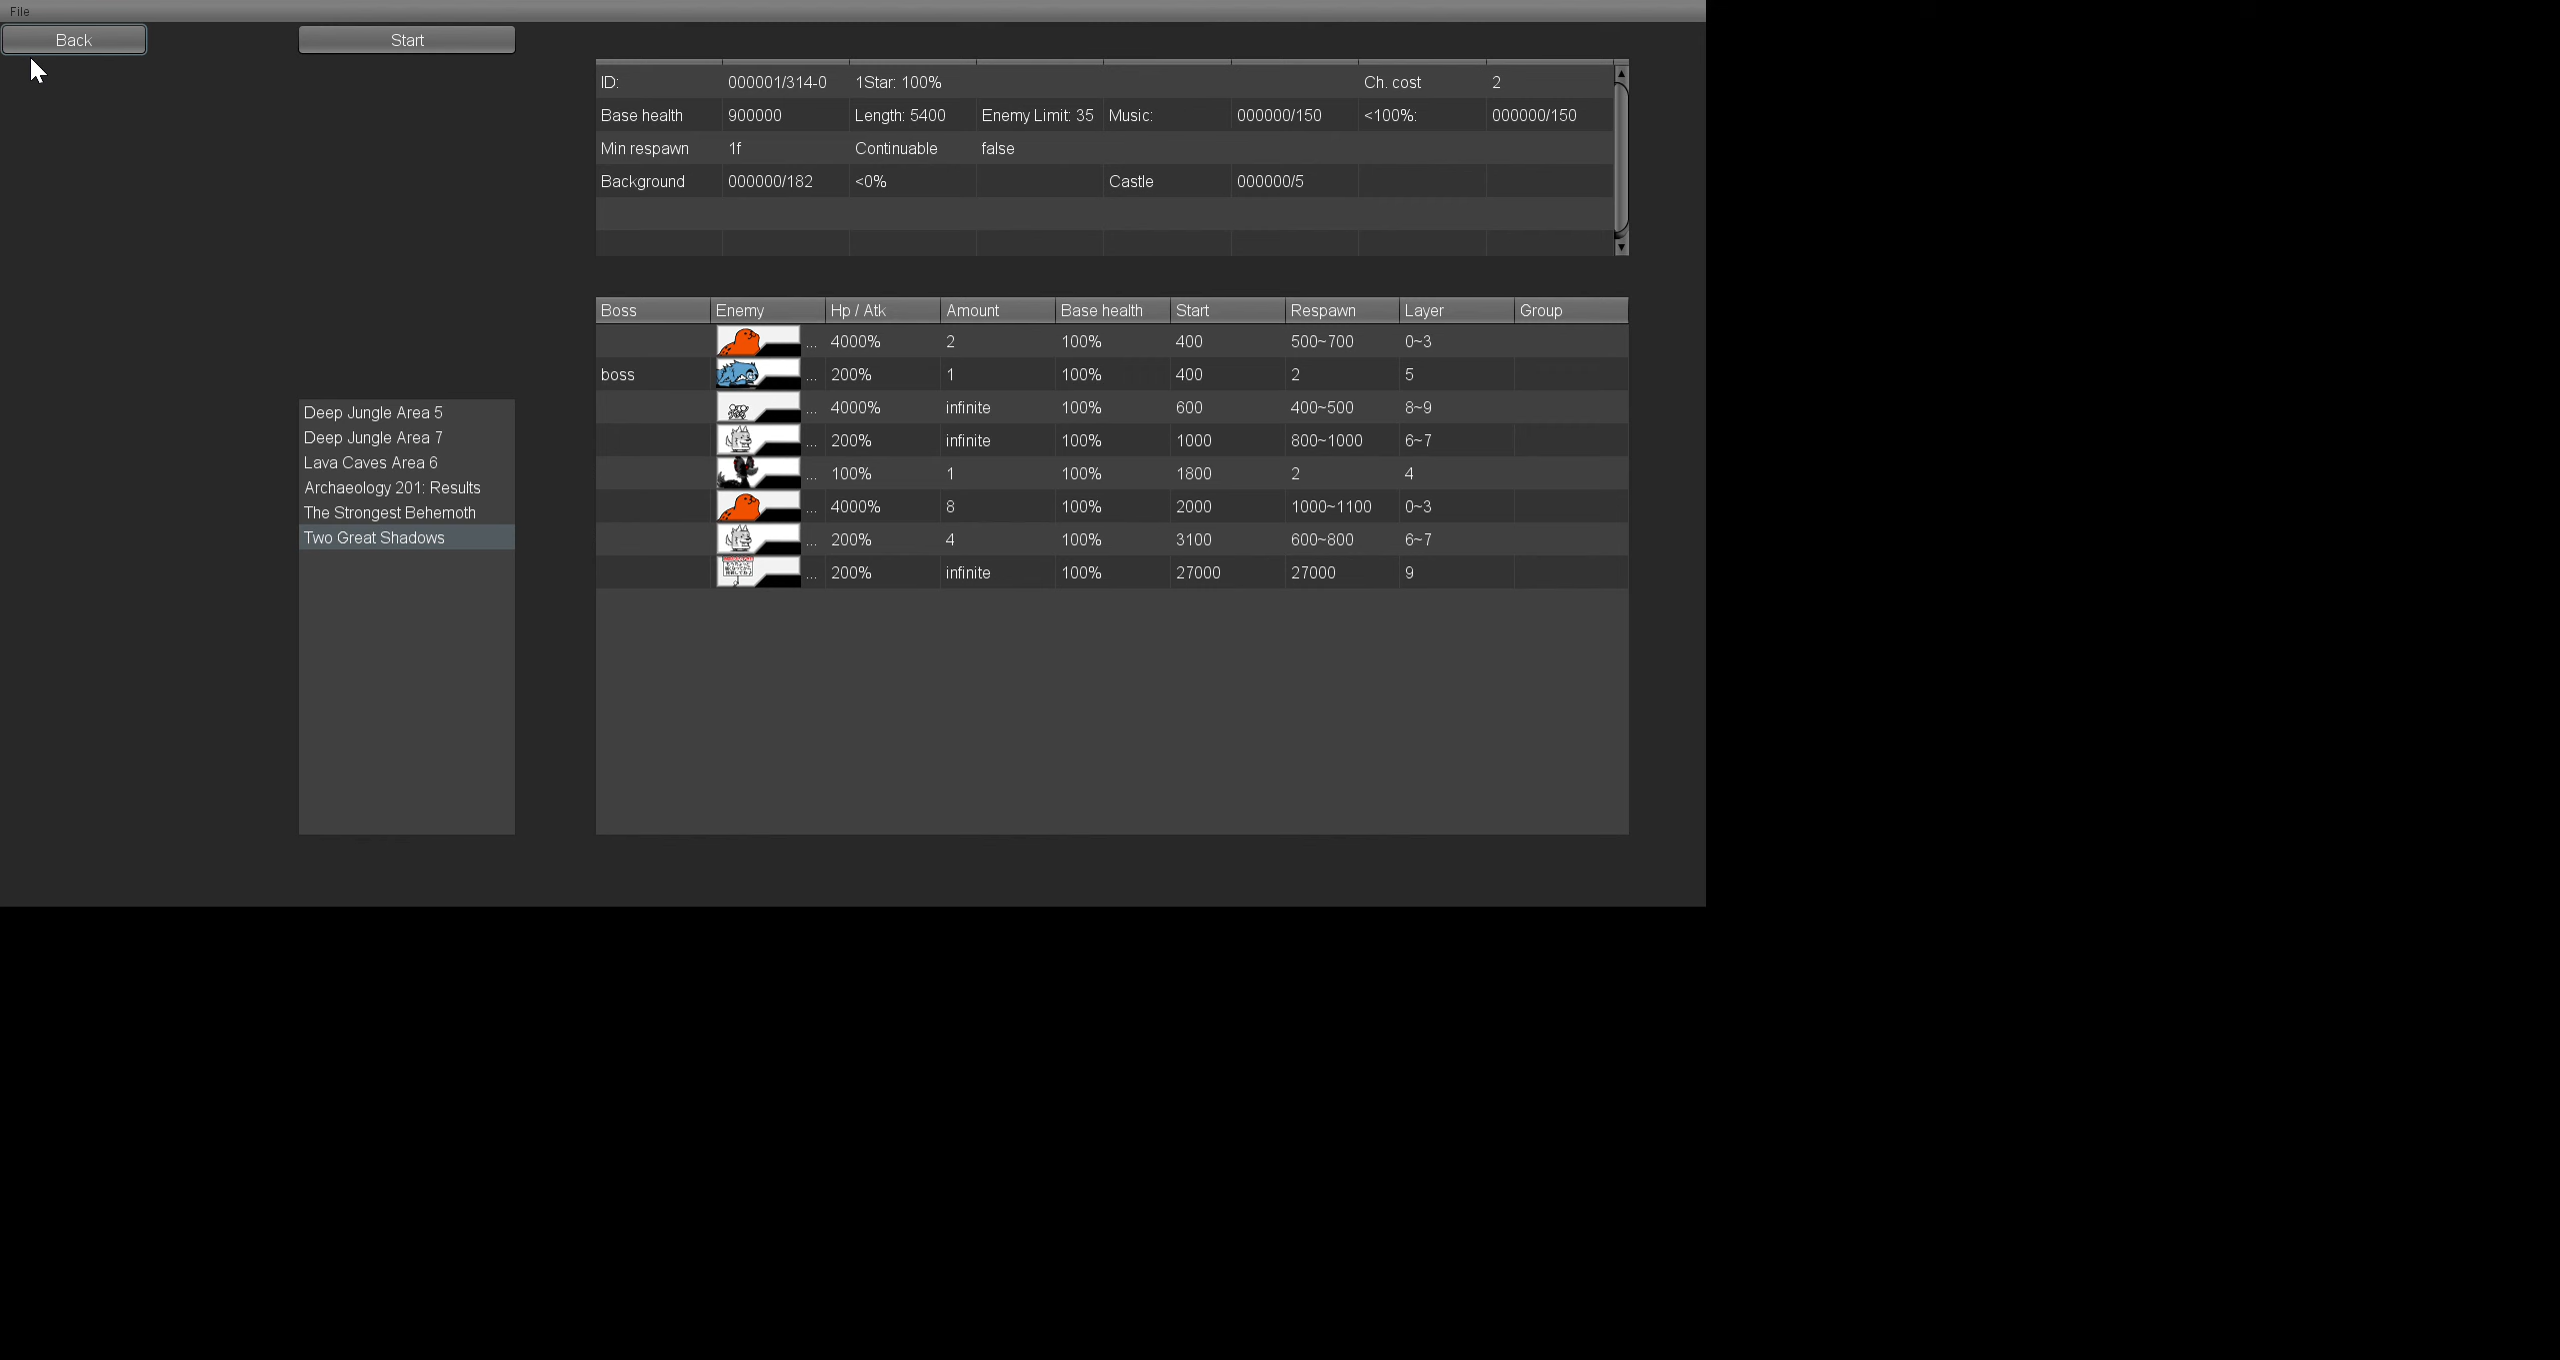 File
Back
Start
ID: 000001/314-0 1Star: 100% Ch. cost 2
Base health 900000 Length: 5400 Enemy Limit: 35 Music: 000000/150 <100%: 000000/150
Min respawn 1f Continuable false
Background 000000/182 <0% Castle 000000/5
Boss Enemy Hp / Atk Amount Base health Start Respawn Layer Group
... 4000% 2 100% 400 500~700 0~3
boss ... 200% 1 100% 400 2 5
... 4000% infinite 100% 600 400~500 8~9
... 200% infinite 100% 1000 800~1000 6~7
... 100% 1 100% 1800 2 4
... 4000% 8 100% 2000 1000~1100 0~3
... 200% 4 100% 3100 600~800 6~7
... 200% infinite 100% 27000 27000 9
Deep Jungle Area 5
Deep Jungle Area 7
Lava Caves Area 6
Archaeology 201: Results
The Strongest Behemoth
Two Great Shadows